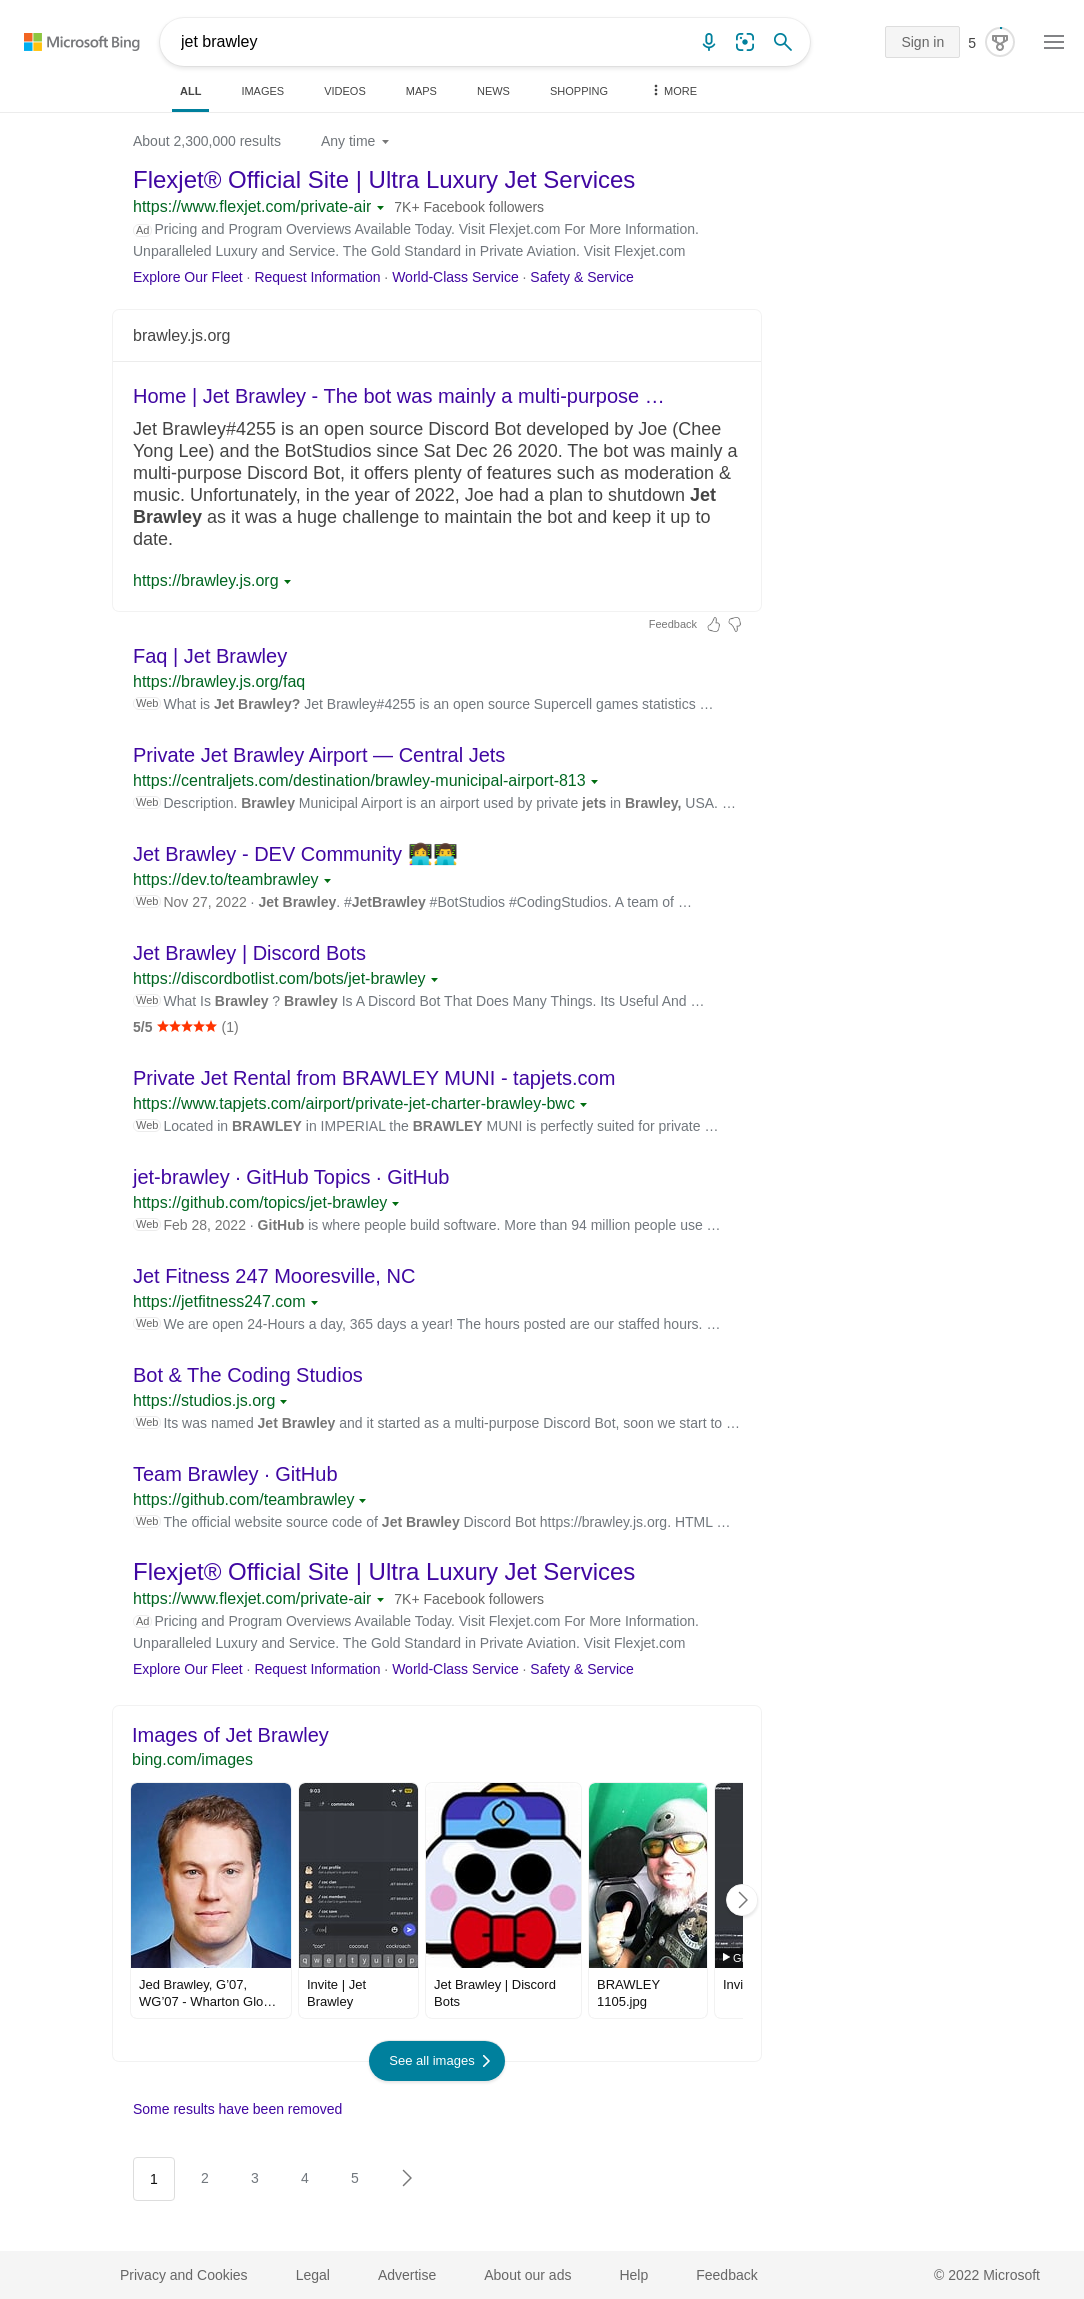 Microsoft Bing
jet brawley
Sign in
5
ALL
IMAGES
VIDEOS
MAPS
NEWS
SHOPPING
MORE
About 2,300,000 results
Any time
Flexjet® Official Site | Ultra Luxury Jet Services
https://www.flexjet.com/private-air
7K+ Facebook followers
Ad Pricing and Program Overviews Available Today. Visit Flexjet.com For More Information.
Unparalleled Luxury and Service. The Gold Standard in Private Aviation. Visit Flexjet.com
Explore Our Fleet · Request Information · World-Class Service · Safety & Service
brawley.js.org
Home | Jet Brawley - The bot was mainly a multi-purpose …
Jet Brawley#4255 is an open source Discord Bot developed by Joe (Chee
Yong Lee) and the BotStudios since Sat Dec 26 2020. The bot was mainly a
multi-purpose Discord Bot, it offers plenty of features such as moderation &
music. Unfortunately, in the year of 2022, Joe had a plan to shutdown Jet
Brawley as it was a huge challenge to maintain the bot and keep it up to
date.
https://brawley.js.org
Feedback
Faq | Jet Brawley
https://brawley.js.org/faq
Web What is Jet Brawley? Jet Brawley#4255 is an open source Supercell games statistics …
Private Jet Brawley Airport — Central Jets
https://centraljets.com/destination/brawley-municipal-airport-813
Web Description. Brawley Municipal Airport is an airport used by private jets in Brawley, USA. …
Jet Brawley - DEV Community 👩‍💻👨‍💻
https://dev.to/teambrawley
Web Nov 27, 2022 · Jet Brawley. #JetBrawley #BotStudios #CodingStudios. A team of …
Jet Brawley | Discord Bots
https://discordbotlist.com/bots/jet-brawley
Web What Is Brawley ? Brawley Is A Discord Bot That Does Many Things. Its Useful And …
5/5 ★★★★★ (1)
Private Jet Rental from BRAWLEY MUNI - tapjets.com
https://www.tapjets.com/airport/private-jet-charter-brawley-bwc
Web Located in BRAWLEY in IMPERIAL the BRAWLEY MUNI is perfectly suited for private …
jet-brawley · GitHub Topics · GitHub
https://github.com/topics/jet-brawley
Web Feb 28, 2022 · GitHub is where people build software. More than 94 million people use …
Jet Fitness 247 Mooresville, NC
https://jetfitness247.com
Web We are open 24-Hours a day, 365 days a year! The hours posted are our staffed hours. …
Bot & The Coding Studios
https://studios.js.org
Web Its was named Jet Brawley and it started as a multi-purpose Discord Bot, soon we start to …
Team Brawley · GitHub
https://github.com/teambrawley
Web The official website source code of Jet Brawley Discord Bot https://brawley.js.org. HTML …
Flexjet® Official Site | Ultra Luxury Jet Services
https://www.flexjet.com/private-air
7K+ Facebook followers
Ad Pricing and Program Overviews Available Today. Visit Flexjet.com For More Information.
Unparalleled Luxury and Service. The Gold Standard in Private Aviation. Visit Flexjet.com
Explore Our Fleet · Request Information · World-Class Service · Safety & Service
Images of Jet Brawley
bing.com/images
9:03
commands
/ coc profile
JET BRAWLEY
/ coc clan
JET BRAWLEY
/ coc members
JET BRAWLEY
JET BRAWLEY
"coc" coconut cockroach
q w e r t y u i o p
Jed Brawley, G'07,
WG'07 - Wharton Glo…
Invite | Jet
Brawley
Jet Brawley | Discord
Bots
BRAWLEY
1105.jpg
G
Invi
See all images
Some results have been removed
1 2 3 4 5
Privacy and Cookies
Legal
Advertise
About our ads
Help
Feedback
© 2022 Microsoft